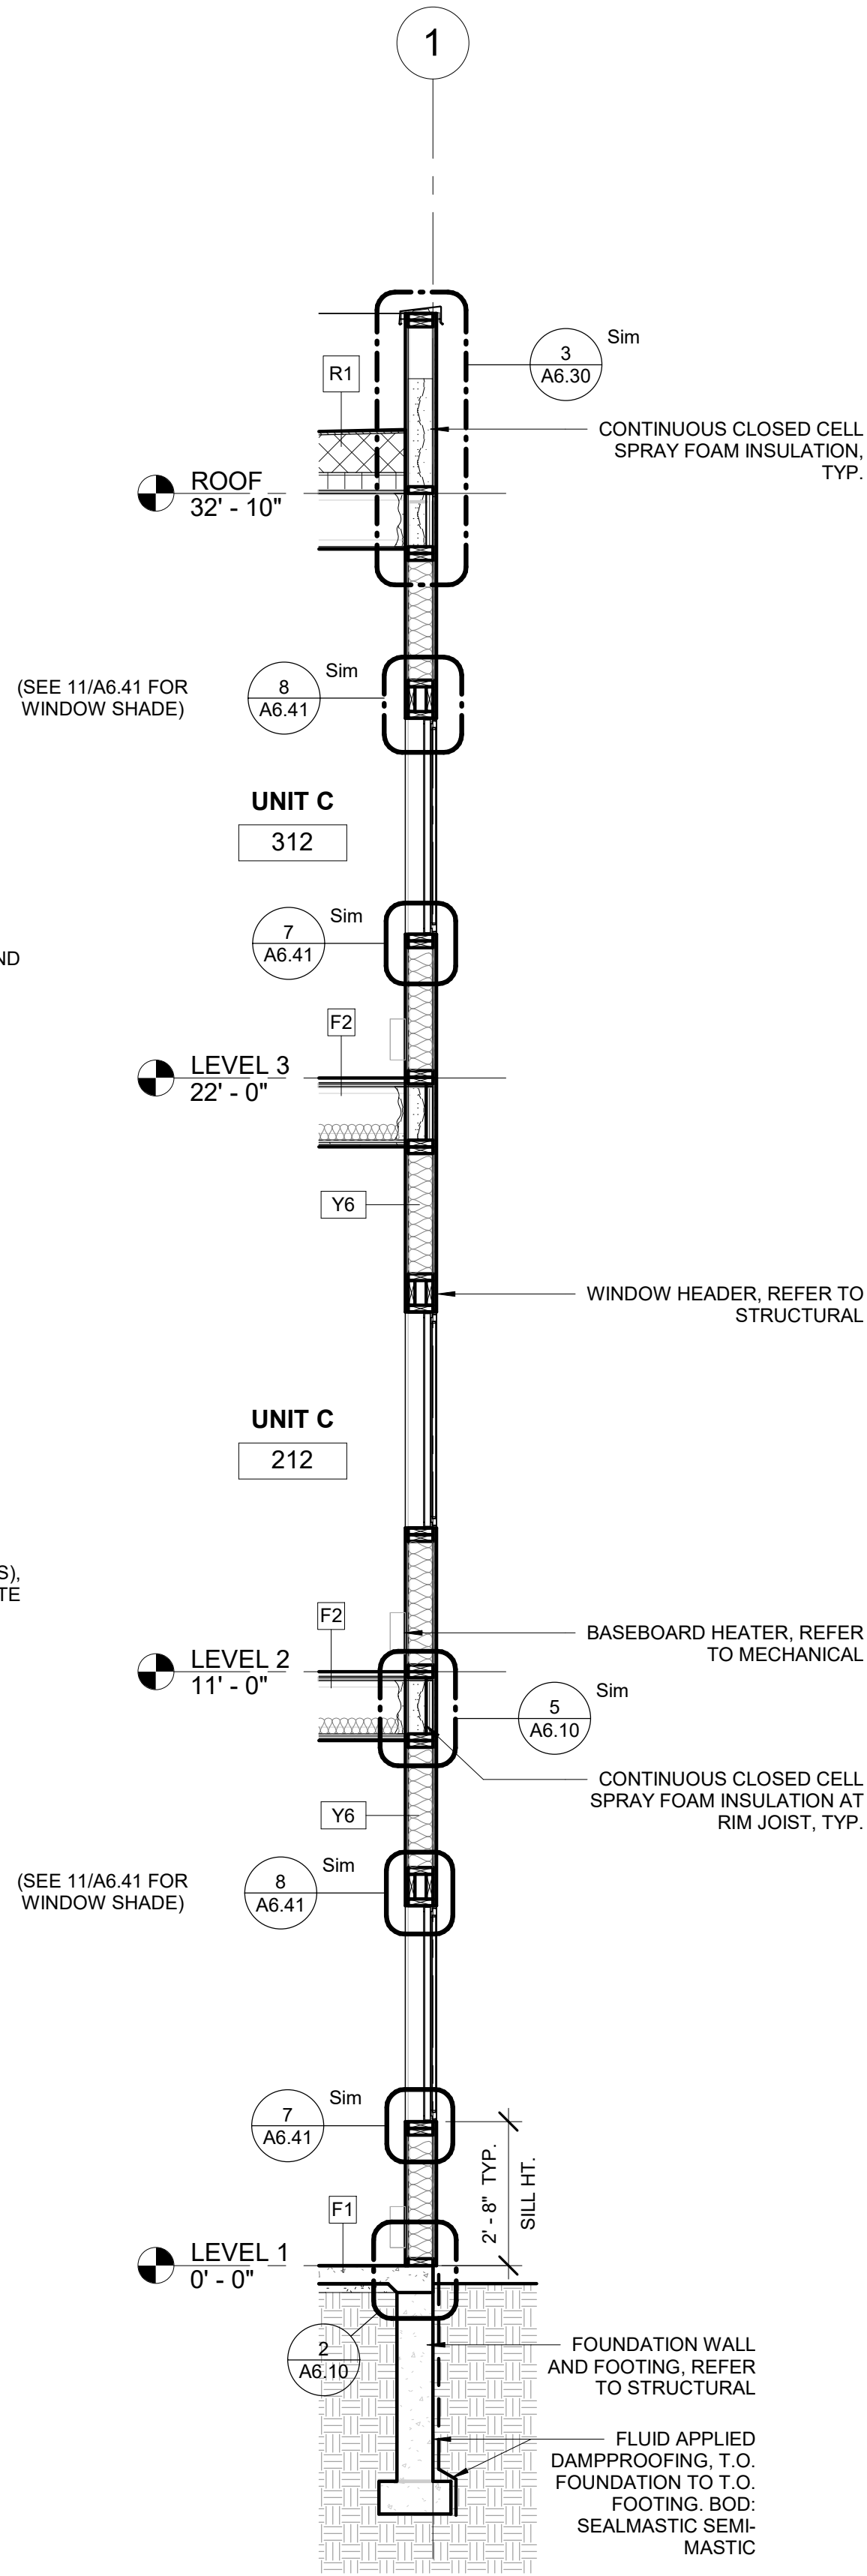 1
3
A6.30
Sim
R1
CONTINUOUS CLOSED CELL
SPRAY FOAM INSULATION,
TYP.
ROOF
32' - 10"
(SEE 11/A6.41 FOR
WINDOW SHADE)
8
A6.41
Sim
UNIT C
312
7
A6.41
Sim
ND
F2
LEVEL 3
22' - 0"
Y6
WINDOW HEADER, REFER TO
STRUCTURAL
UNIT C
212
S),
TE
F2
BASEBOARD HEATER, REFER
TO MECHANICAL
LEVEL 2
11' - 0"
5
A6.10
Sim
CONTINUOUS CLOSED CELL
SPRAY FOAM INSULATION AT
RIM JOIST, TYP.
Y6
(SEE 11/A6.41 FOR
WINDOW SHADE)
8
A6.41
Sim
7
A6.41
Sim
2' - 8" TYP.
SILL HT.
F1
LEVEL 1
0' - 0"
2
A6.10
FOUNDATION WALL
AND FOOTING, REFER
TO STRUCTURAL
FLUID APPLIED
DAMPPROOFING, T.O.
FOUNDATION TO T.O.
FOOTING. BOD:
SEALMASTIC SEMI-
MASTIC